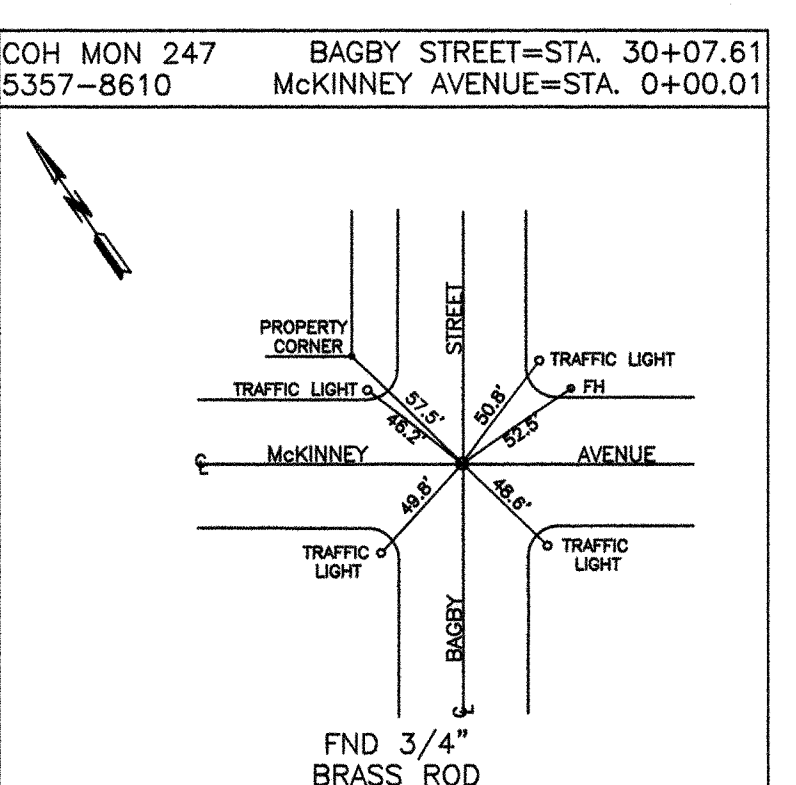 COH MON 247 BAGBY STREET=STA. 30+07.61
5357-8610 McKINNEY AVENUE=STA. 0+00.01
STREET
PROPERTY
CORNER
TRAFFIC LIGHT
TRAFFIC LIGHT
FH
57.5'
46.2'
50.8'
52.5'
℄ McKINNEY AVENUE
49.8'
48.6'
TRAFFIC
LIGHT
TRAFFIC
LIGHT
BAGBY
℄
FND 3/4"
BRASS ROD